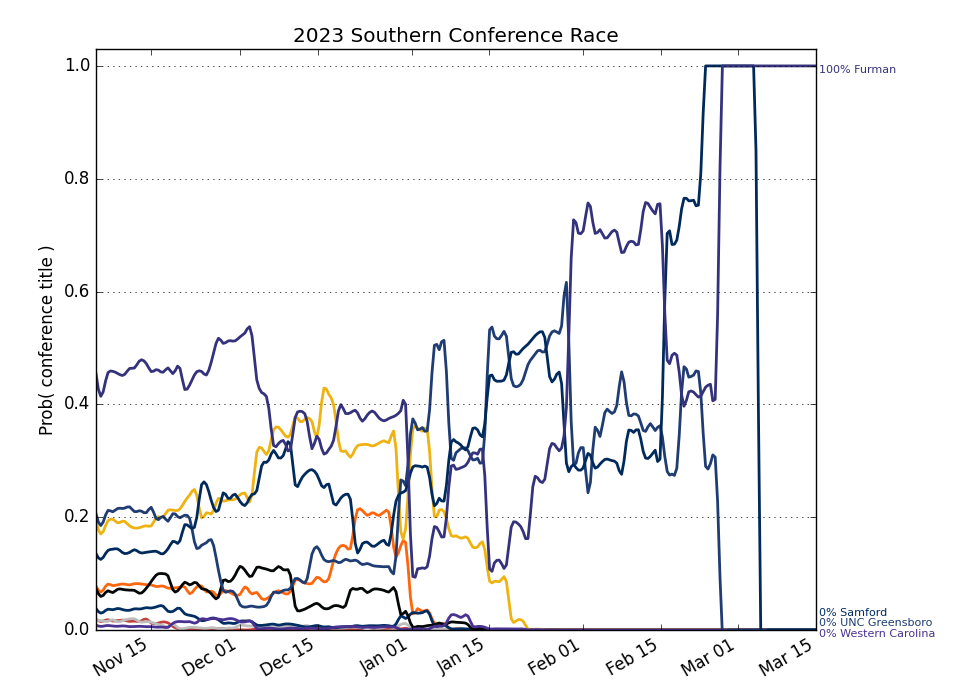 2023 Southern Conference Race
Prob( conference title )
1.0
0.8
0.6
0.4
0.2
0.0
100% Furman
0% Samford
0% UNC Greensboro
0% Western Carolina
Nov 15
Dec 01
Dec 15
Jan 01
Jan 15
Feb 01
Feb 15
Mar 01
Mar 15